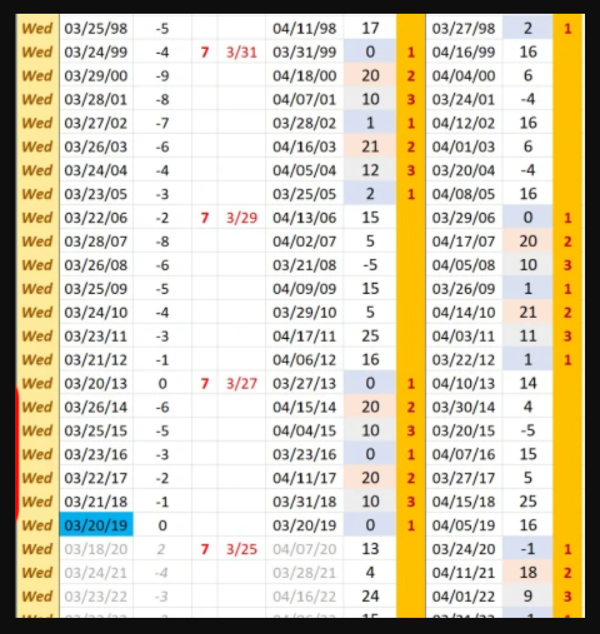 Wed 03/25/98 -5 04/11/98 17 03/27/98 2 1
Wed 03/24/99 -4 7 3/31 03/31/99 0 1 04/16/99 16
Wed 03/29/00 -9 04/18/00 20 2 04/04/00 6
Wed 03/28/01 -8 04/07/01 10 3 03/24/01 -4
Wed 03/27/02 -7 03/28/02 1 1 04/12/02 16
Wed 03/26/03 -6 04/16/03 21 2 04/01/03 6
Wed 03/24/04 -4 04/05/04 12 3 03/20/04 -4
Wed 03/23/05 -3 03/25/05 2 1 04/08/05 16
Wed 03/22/06 -2 7 3/29 04/13/06 15 03/29/06 0 1
Wed 03/28/07 -8 04/02/07 5 04/17/07 20 2
Wed 03/26/08 -6 03/21/08 -5 04/05/08 10 3
Wed 03/25/09 -5 04/09/09 15 03/26/09 1 1
Wed 03/24/10 -4 03/29/10 5 04/14/10 21 2
Wed 03/23/11 -3 04/17/11 25 04/03/11 11 3
Wed 03/21/12 -1 04/06/12 16 03/22/12 1 1
Wed 03/20/13 0 7 3/27 03/27/13 0 1 04/10/13 14
Wed 03/26/14 -6 04/15/14 20 2 03/30/14 4
Wed 03/25/15 -5 04/04/15 10 3 03/20/15 -5
Wed 03/23/16 -3 03/23/16 0 1 04/07/16 15
Wed 03/22/17 -2 04/11/17 20 2 03/27/17 5
Wed 03/21/18 -1 03/31/18 10 3 04/15/18 25
Wed 03/20/19 0 03/20/19 0 1 04/05/19 16
Wed 03/18/20 2 7 3/25 04/07/20 13 03/24/20 -1 1
Wed 03/24/21 -4 03/28/21 4 04/11/21 18 2
Wed 03/23/22 -3 04/16/22 24 04/01/22 9 3